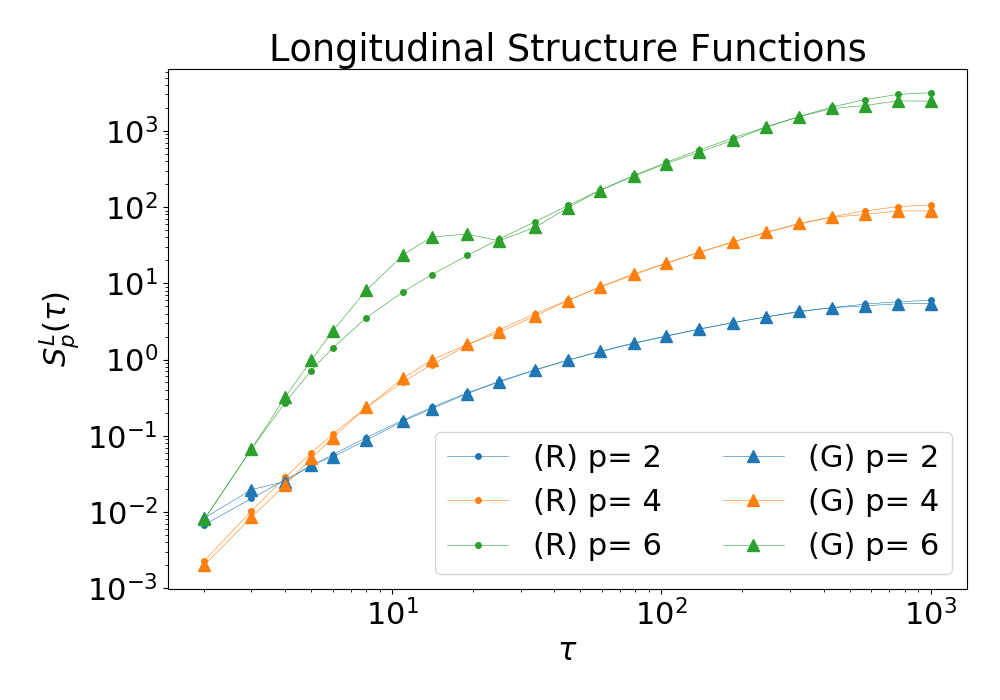 Longitudinal Structure Functions
S_p^L(τ)
10^3
10^2
10^1
10^0
10^−1
10^−2
10^−3
(R) p= 2
(R) p= 4
(R) p= 6
(G) p= 2
(G) p= 4
(G) p= 6
10^1
10^2
10^3
τ